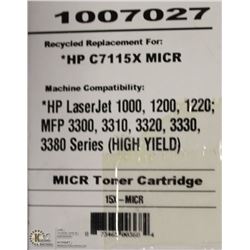 1007027
Recycled Replacement For:
*HP C7115X MICR
Machine Compatibility:
*HP LaserJet 1000, 1200, 1220;
MFP 3300, 3310, 3320, 3330,
3380 Series (HIGH YIELD)
MICR Toner Cartridge
15X-MICR